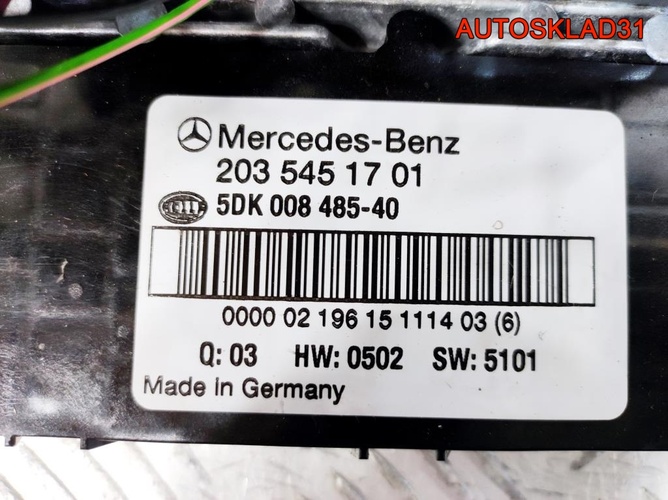 AUTOSKLAD31
Mercedes-Benz
203 545 17 01
5DK 008 485-40
0000 02 196 15 1114 03 (6)
Q: 03 HW: 0502 SW: 5101
Made in Germany